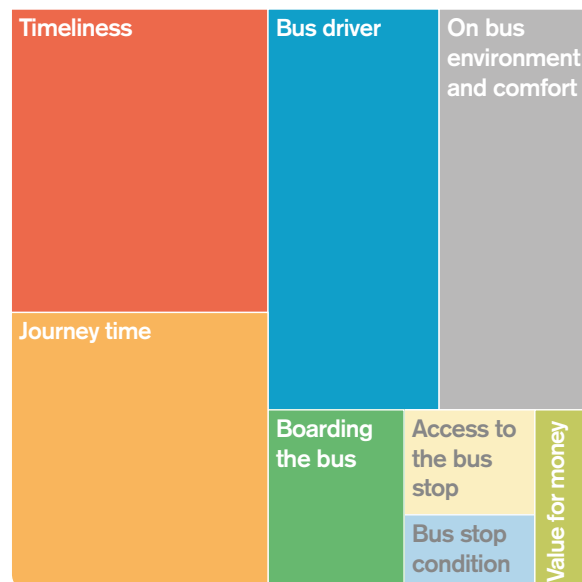 Timeliness
Bus driver
On bus
environment
and comfort
Journey time
Boarding
the bus
Access to
the bus
stop
Bus stop
condition
Value for money